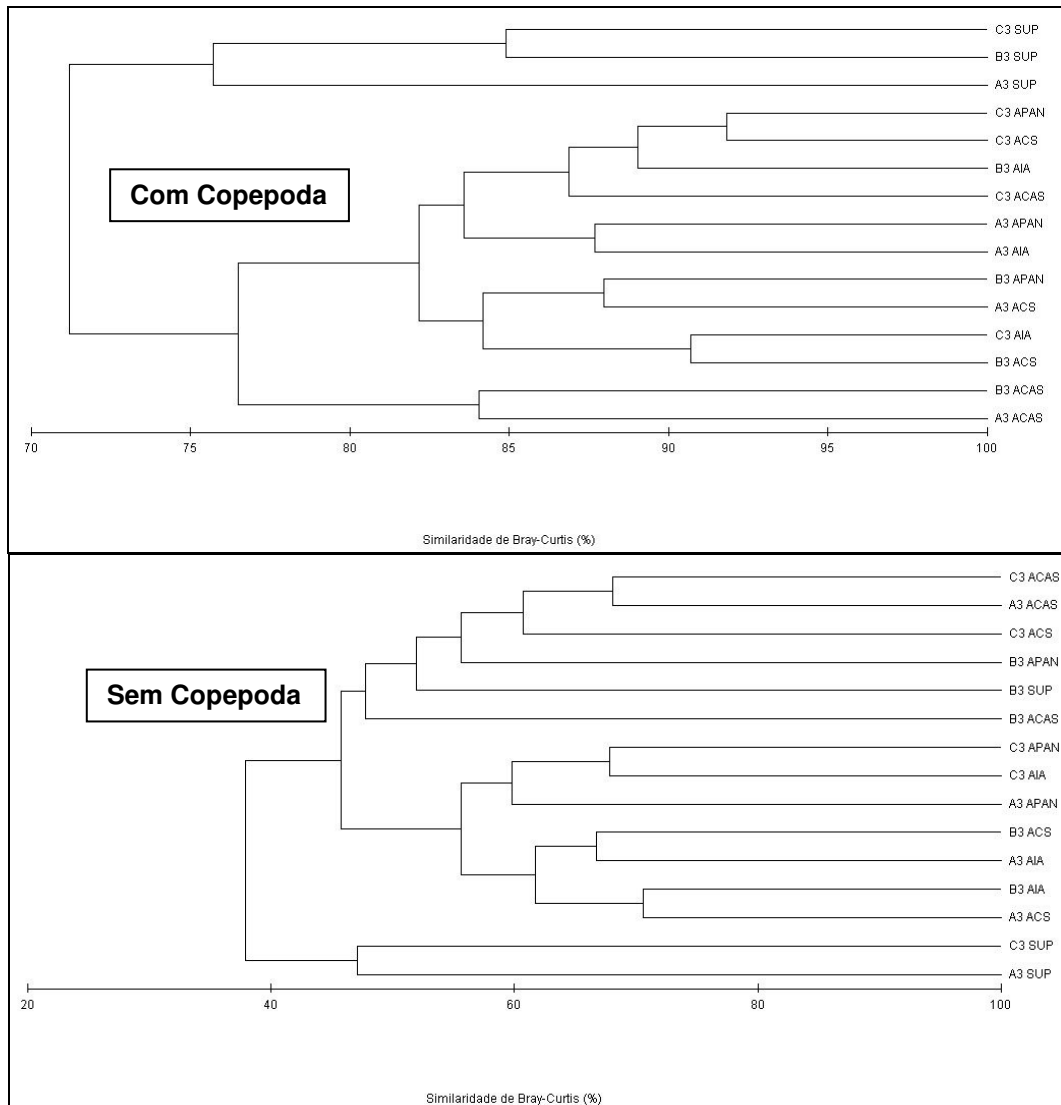 C3 SUP
B3 SUP
A3 SUP
C3 APAN
C3 ACS
B3 AIA
Com Copepoda
C3 ACAS
A3 APAN
A3 AIA
B3 APAN
A3 ACS
C3 AIA
B3 ACS
B3 ACAS
A3 ACAS
70 75 80 85 90 95 100
Similaridade de Bray-Curtis (%)
C3 ACAS
A3 ACAS
C3 ACS
B3 APAN
Sem Copepoda
B3 SUP
B3 ACAS
C3 APAN
C3 AIA
A3 APAN
B3 ACS
A3 AIA
B3 AIA
A3 ACS
C3 SUP
A3 SUP
20 40 60 80 100
Similaridade de Bray-Curtis (%)